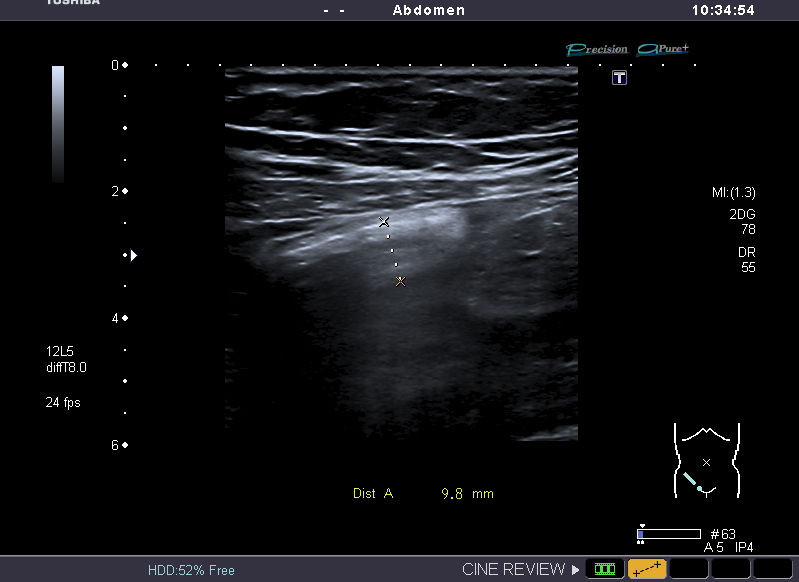 TOSHIBA
- - Abdomen 10:34:54
Precision APure+
T
0
2
4
6
MI:(1.3)
2DG
78
DR
55
12L5
diffT8.0
24 fps
Dist A 9.8 mm
#63
A 5 IP4
HDD:52% Free
CINE REVIEW